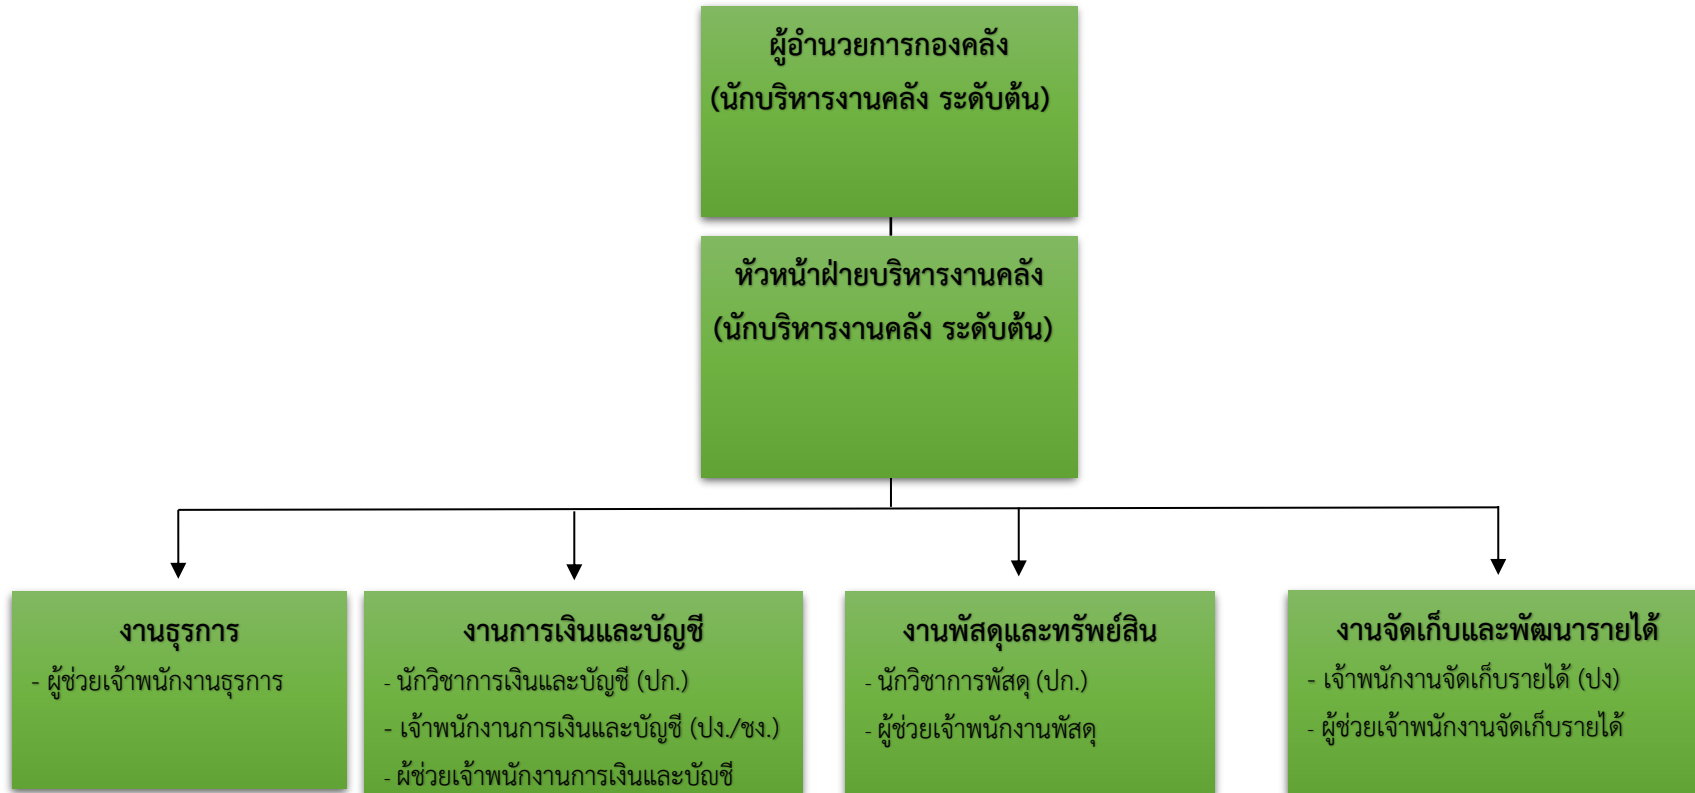 ผู้อำนวยการกองคลัง
(นักบริหารงานคลัง ระดับต้น)
หัวหน้าฝ่ายบริหารงานคลัง
(นักบริหารงานคลัง ระดับต้น)
งานธุรการ
- ผู้ช่วยเจ้าพนักงานธุรการ
งานการเงินและบัญชี
- นักวิชาการเงินและบัญชี (ปก.)
- เจ้าพนักงานการเงินและบัญชี (ปง./ชง.)
- ผู้ช่วยเจ้าพนักงานการเงินและบัญชี
งานพัสดุและทรัพย์สิน
- นักวิชาการพัสดุ (ปก.)
- ผู้ช่วยเจ้าพนักงานพัสดุ
งานจัดเก็บและพัฒนารายได้
- เจ้าพนักงานจัดเก็บรายได้ (ปง)
- ผู้ช่วยเจ้าพนักงานจัดเก็บรายได้